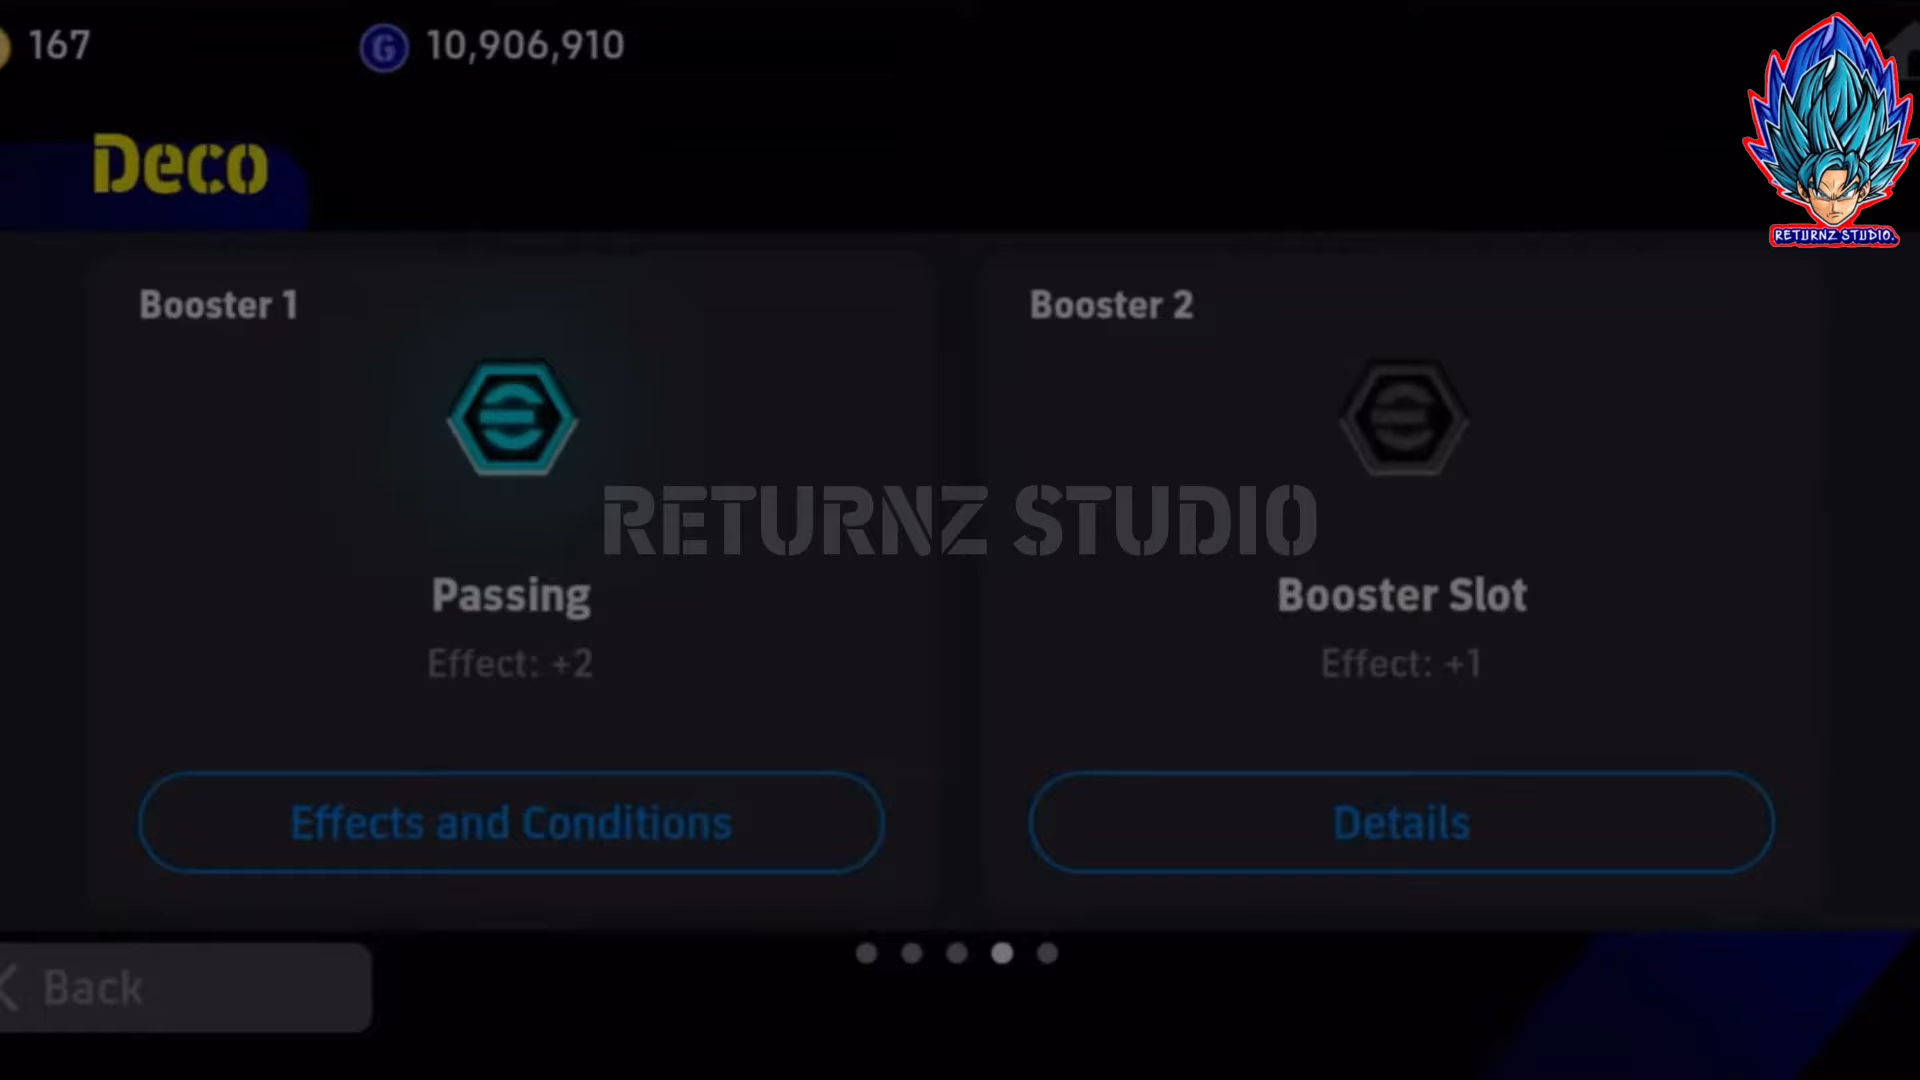 167
G 10,906,910
RETURNZ STUDIO.
Deco
Booster 1
Booster 2
RETURNZ STUDIO
Passing
Booster Slot
Effect: +2
Effect: +1
Effects and Conditions
Details
Back